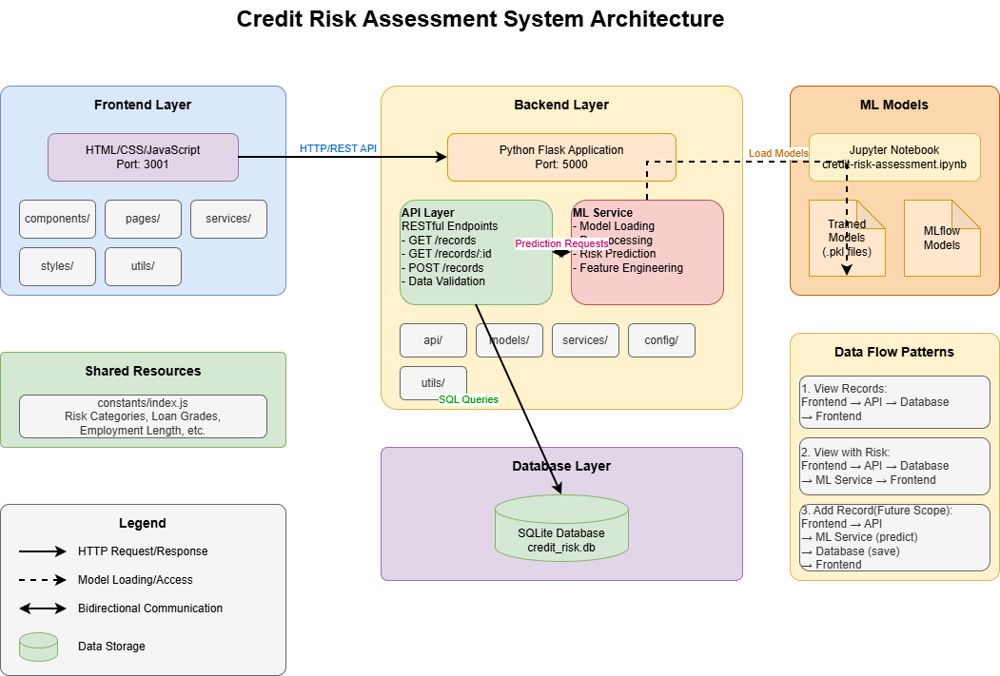 Credit Risk Assessment System Architecture
Frontend Layer
HTML/CSS/JavaScript
Port: 3001
components/
pages/
services/
styles/
utils/
HTTP/REST API
Backend Layer
Python Flask Application
Port: 5000
API Layer
RESTful Endpoints
- GET /records
- GET /records/:id
- POST /records
- Data Validation
Prediction Requests
ML Service
- Model Loading
- Risk Prediction
- Feature Engineering
api/
models/
services/
config/
utils/
SQL Queries
Load Models
ML Models
Jupyter Notebook
credit-risk-assessment.ipynb
Trained
Models
(.pkl files)
MLflow
Models
Shared Resources
constants/index.js
Risk Categories, Loan Grades,
Employment Length, etc.
Database Layer
SQLite Database
credit_risk.db
Data Flow Patterns
1. View Records:
Frontend → API → Database
→ Frontend
2. View with Risk:
Frontend → API → Database
→ ML Service → Frontend
3. Add Record(Future Scope):
Frontend → API
→ ML Service (predict)
→ Database (save)
→ Frontend
Legend
HTTP Request/Response
Model Loading/Access
Bidirectional Communication
Data Storage